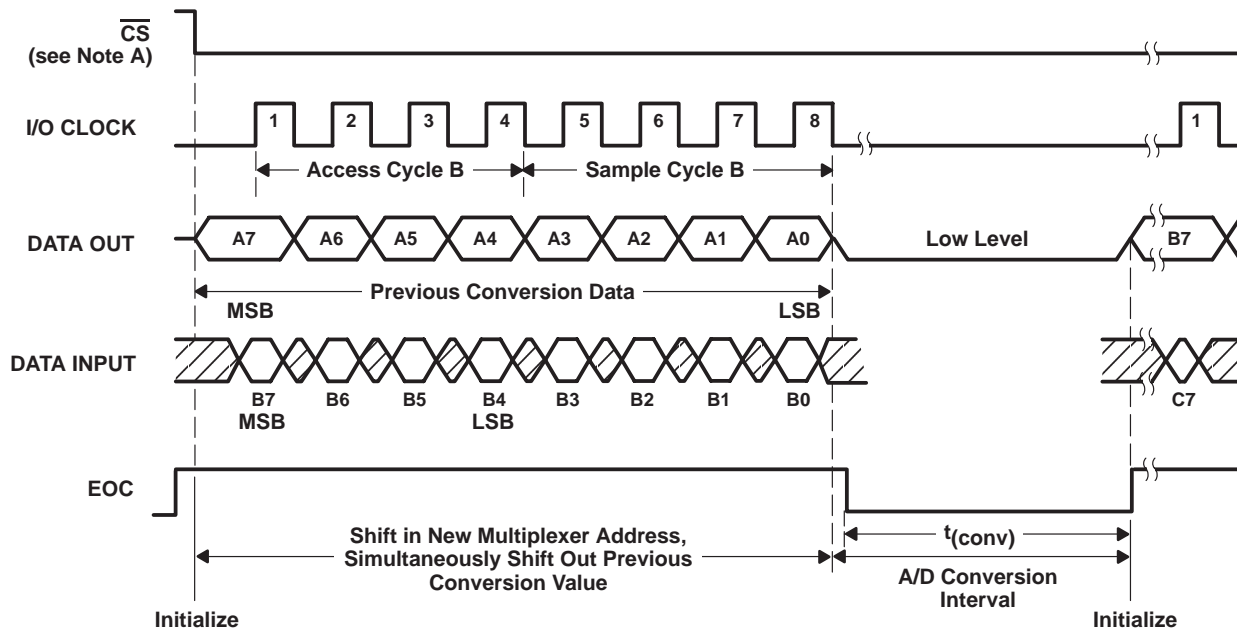 CS
(see Note A)
I/O CLOCK
1 2 3 4 5 6 7 8 1
Access Cycle B Sample Cycle B
DATA OUT
A7 A6 A5 A4 A3 A2 A1 A0 Low Level B7
Previous Conversion Data
MSB LSB
DATA INPUT
B7 B6 B5 B4 B3 B2 B1 B0 C7
MSB LSB
EOC
Shift in New Multiplexer Address,
Simultaneously Shift Out Previous
Conversion Value
t(conv)
A/D Conversion
Interval
Initialize Initialize